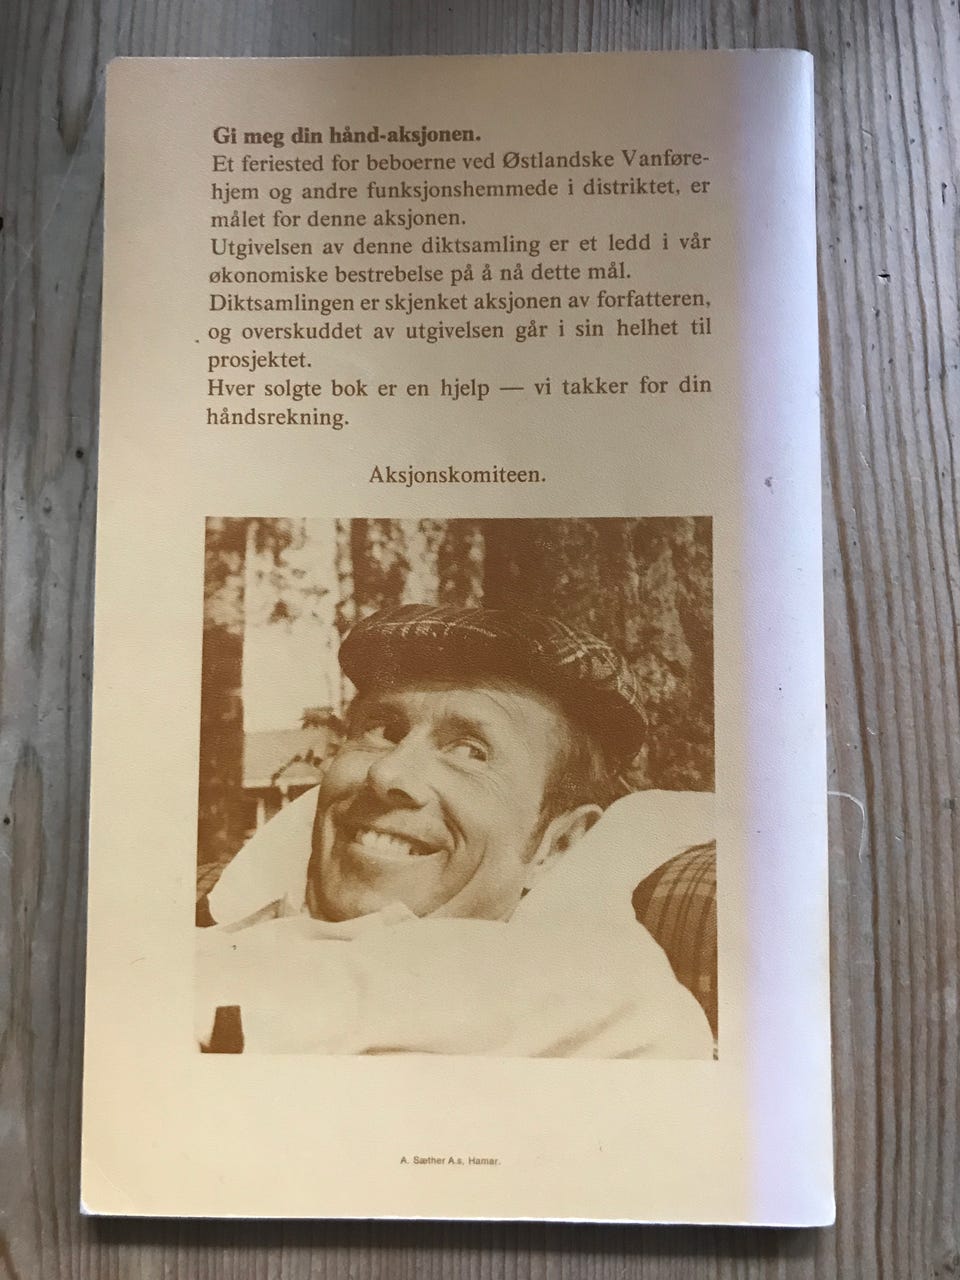 Gi meg din hånd-aksjonen.
Et feriested for beboerne ved Østlandske Vanføre-
hjem og andre funksjonshemmede i distriktet, er
målet for denne aksjonen.
Utgivelsen av denne diktsamling er et ledd i vår
økonomiske bestrebelse på å nå dette mål.
Diktsamlingen er skjenket aksjonen av forfatteren,
og overskuddet av utgivelsen går i sin helhet til
prosjektet.
Hver solgte bok er en hjelp — vi takker for din
håndsrekning.
Aksjonskomiteen.
A. Sæther A.s, Hamar.